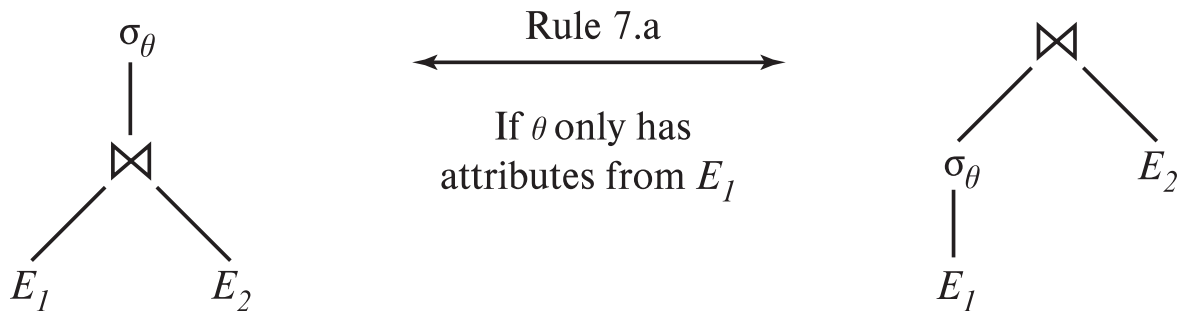 σθ
⋈
E1
E2
Rule 7.a
If θ only has
attributes from E1
⋈
σθ
E2
E1